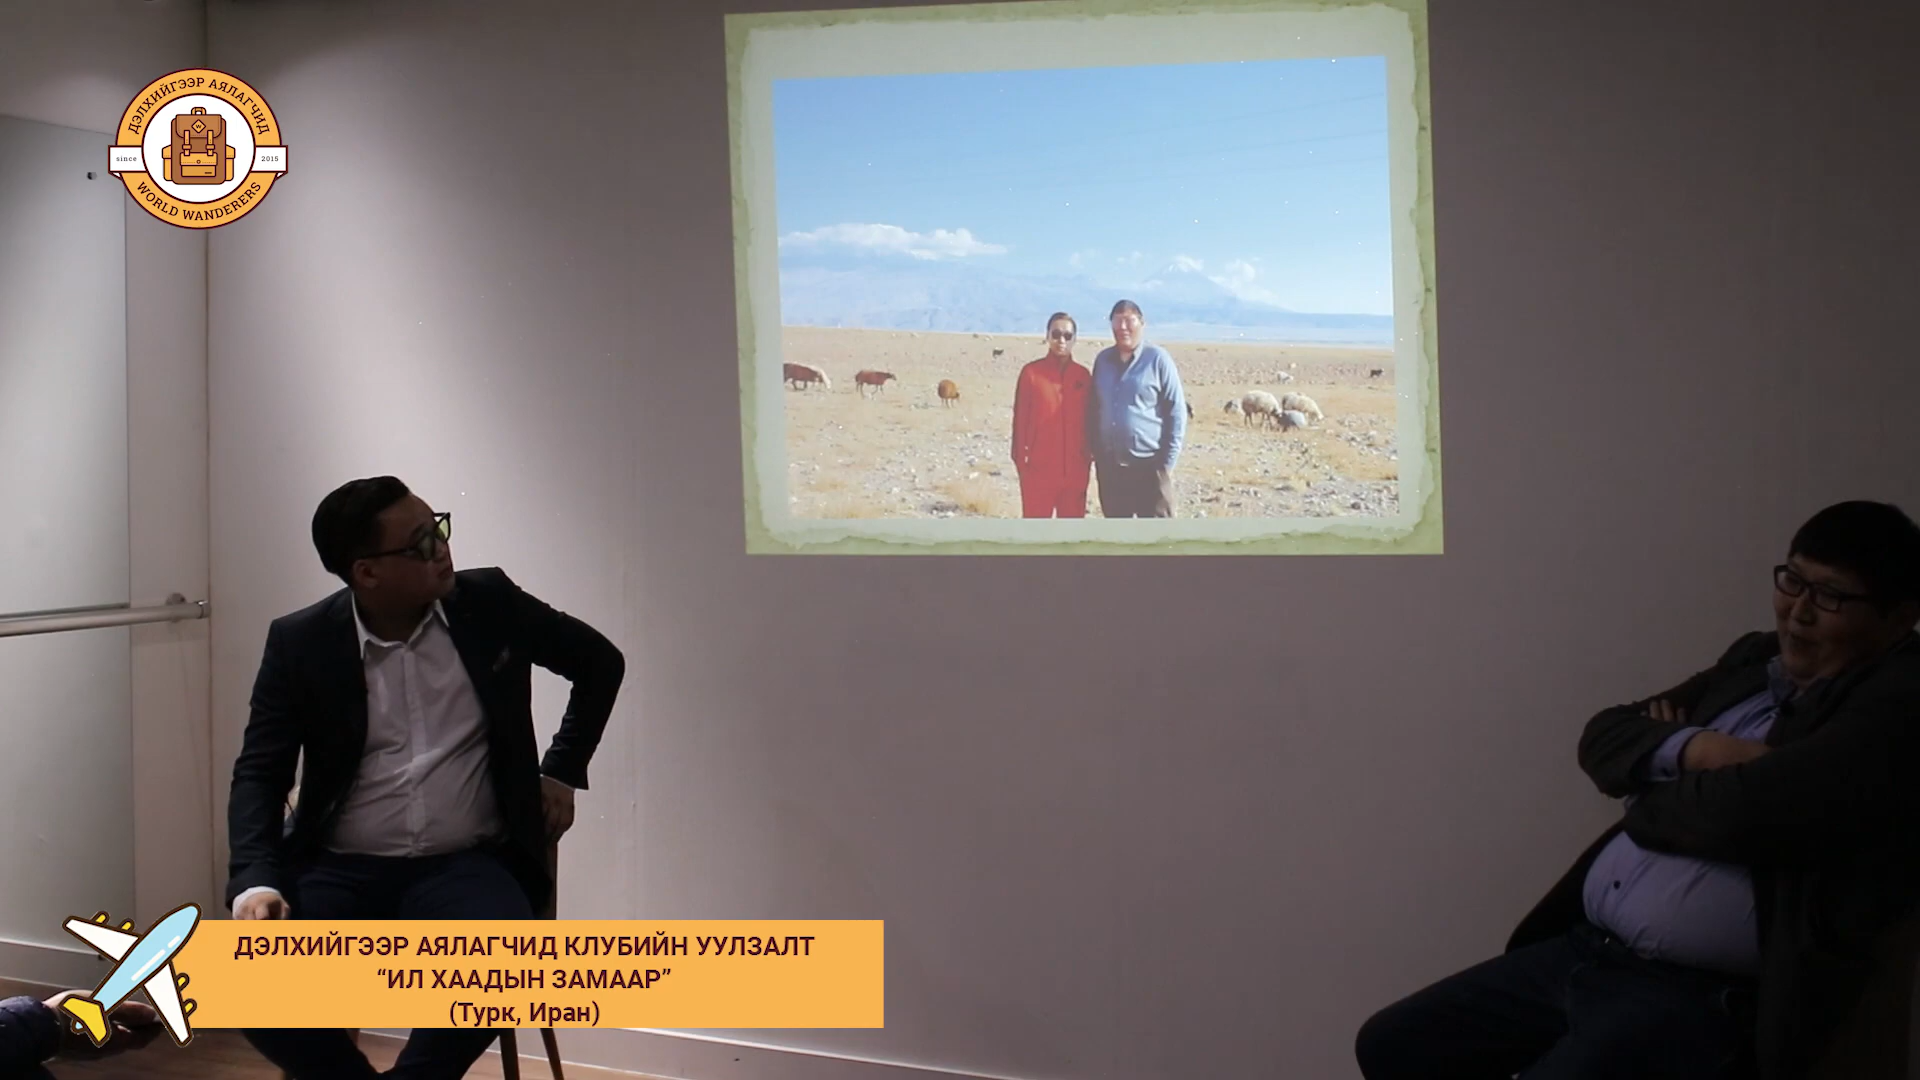 ДЭЛХИЙГЭЭР АЯЛАГЧИД
since
2015
WORLD WANDERERS
ДЭЛХИЙГЭЭР АЯЛАГЧИД КЛУБИЙН УУЛЗАЛТ
“ИЛ ХААДЫН ЗАМААР”
(Турк, Иран)